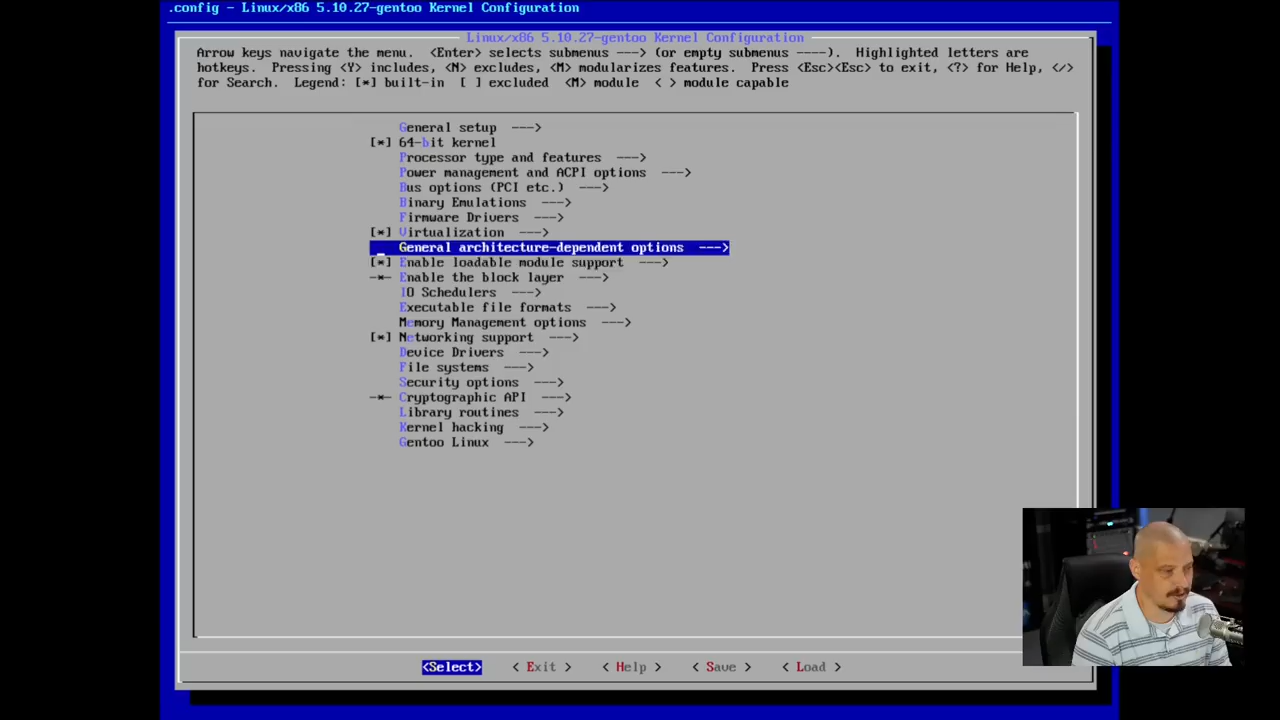 .config - Linux/x86 5.10.27-gentoo Kernel Configuration
Linux/x86 5.10.27-gentoo Kernel Configuration
Arrow keys navigate the menu.  <Enter> selects submenus ---> (or empty submenus ----).  Highlighted letters are
hotkeys.  Pressing <Y> includes, <N> excludes, <M> modularizes features.  Press <Esc><Esc> to exit, <?> for Help, </>
for Search.  Legend: [*] built-in  [ ] excluded  <M> module  < > module capable
General setup  --->
[*] 64-bit kernel
Processor type and features  --->
Power management and ACPI options  --->
Bus options (PCI etc.)  --->
Binary Emulations  --->
Firmware Drivers  --->
[*] Virtualization  --->
General architecture-dependent options  --->
[*] Enable loadable module support  --->
-*- Enable the block layer  --->
IO Schedulers  --->
Executable file formats  --->
Memory Management options  --->
[*] Networking support  --->
Device Drivers  --->
File systems  --->
Security options  --->
-*- Cryptographic API  --->
Library routines  --->
Kernel hacking  --->
Gentoo Linux  --->
<Select>    < Exit >    < Help >    < Save >    < Load >